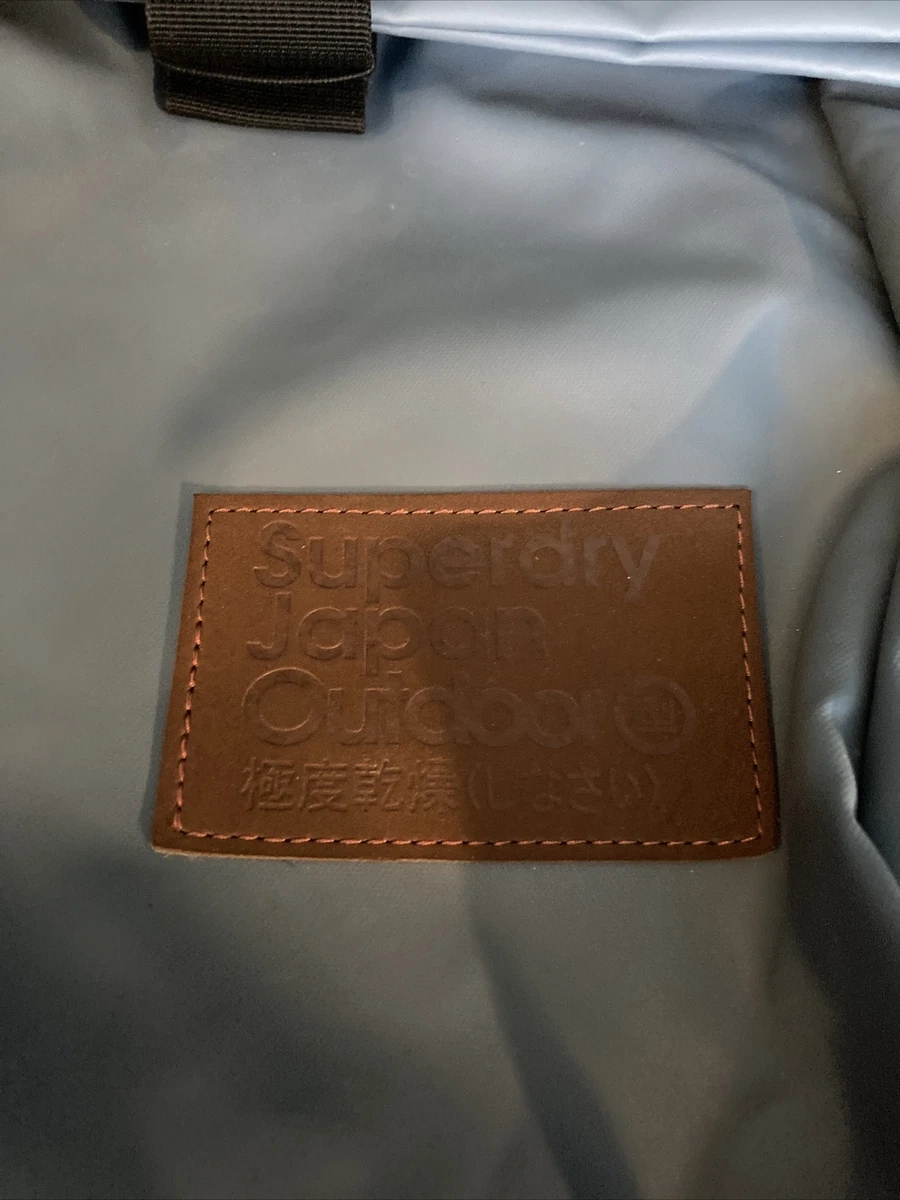 Superdry
Japan
Outdoor
極度乾燥(しなさい)